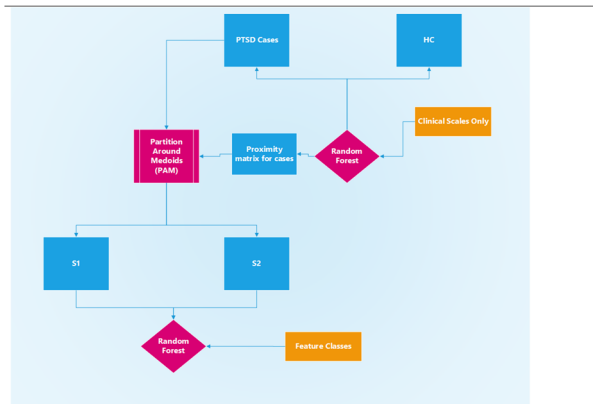 PTSD Cases
HC
Clinical Scales Only
Partition
Around
Medoids
(PAM)
Proximity
matrix for cases
Random
Forest
S1
S2
Random
Forest
Feature Classes